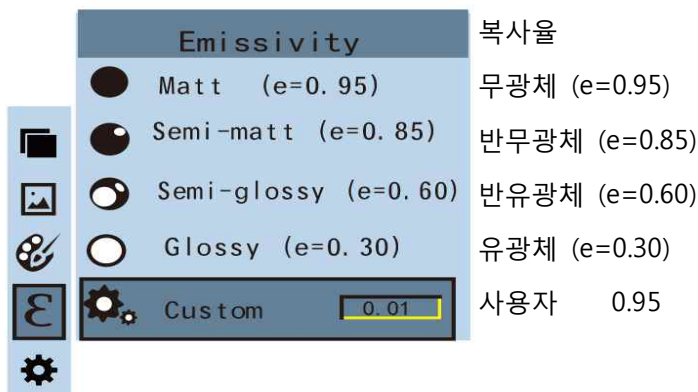 Emissivity 복사율
Matt (e=0.95) 무광체 (e=0.95)
Semi-matt (e=0.85) 반무광체 (e=0.85)
Semi-glossy (e=0.60) 반유광체 (e=0.60)
Glossy (e=0.30) 유광체 (e=0.30)
ε Custom 0.01 사용자 0.95